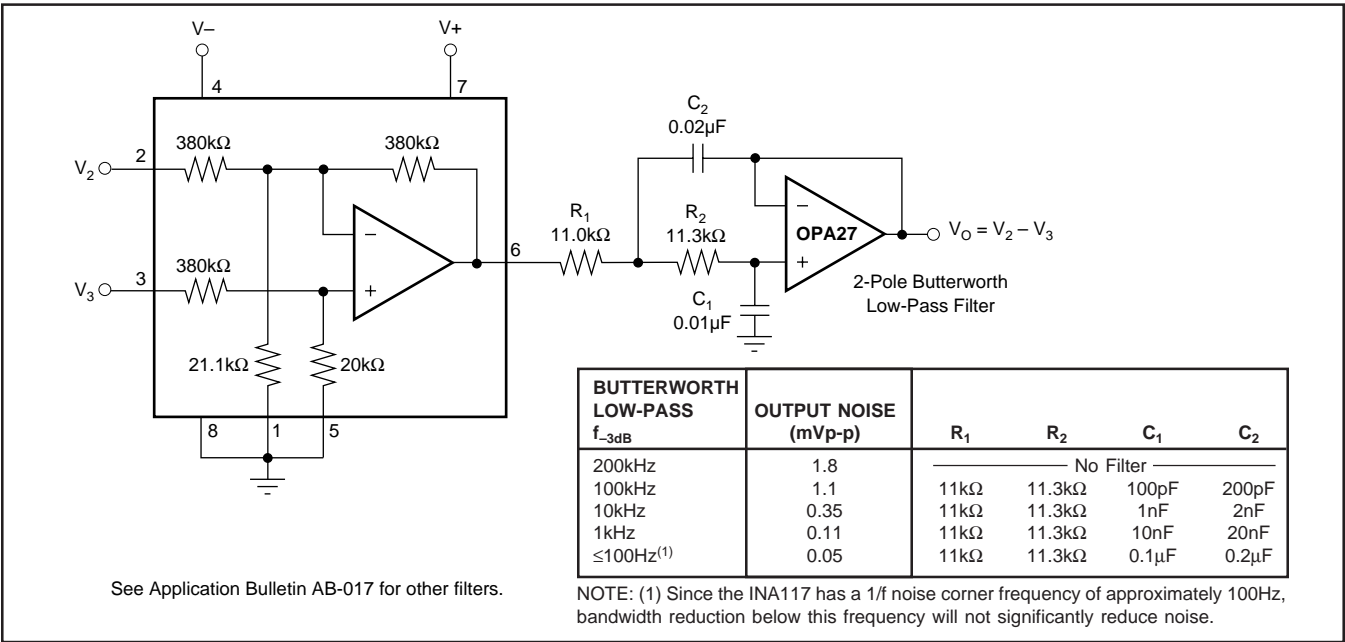 V–
V+
4
7
380kΩ
380kΩ
V2
2
380kΩ
V3
3
–
+
6
21.1kΩ
20kΩ
8
1
5
C2
0.02µF
R1
11.0kΩ
R2
11.3kΩ
–
OPA27
+
VO = V2 – V3
C1
0.01µF
2-Pole Butterworth
Low-Pass Filter
BUTTERWORTH
LOW-PASS OUTPUT NOISE
f–3dB (mVp-p) R1 R2 C1 C2
200kHz 1.8 No Filter
100kHz 1.1 11kΩ 11.3kΩ 100pF 200pF
10kHz 0.35 11kΩ 11.3kΩ 1nF 2nF
1kHz 0.11 11kΩ 11.3kΩ 10nF 20nF
≤100Hz(1) 0.05 11kΩ 11.3kΩ 0.1µF 0.2µF
See Application Bulletin AB-017 for other filters.
NOTE: (1) Since the INA117 has a 1/f noise corner frequency of approximately 100Hz,
bandwidth reduction below this frequency will not significantly reduce noise.